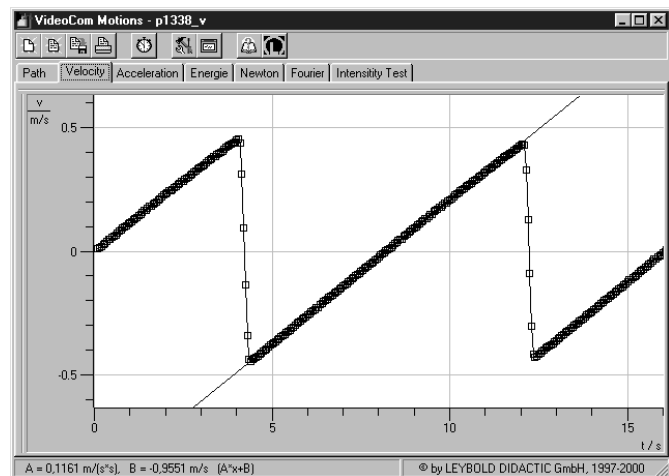 VideoCom Motions - p1338_v
Path Velocity Acceleration Energie Newton Fourier Intensitity Test
v
m/s
0.5
0
-0.5
0 5 10 15
t / s
A = 0,1161 m/(s*s), B = -0,9551 m/s (A*x+B) © by LEYBOLD DIDACTIC GmbH, 1997-2000